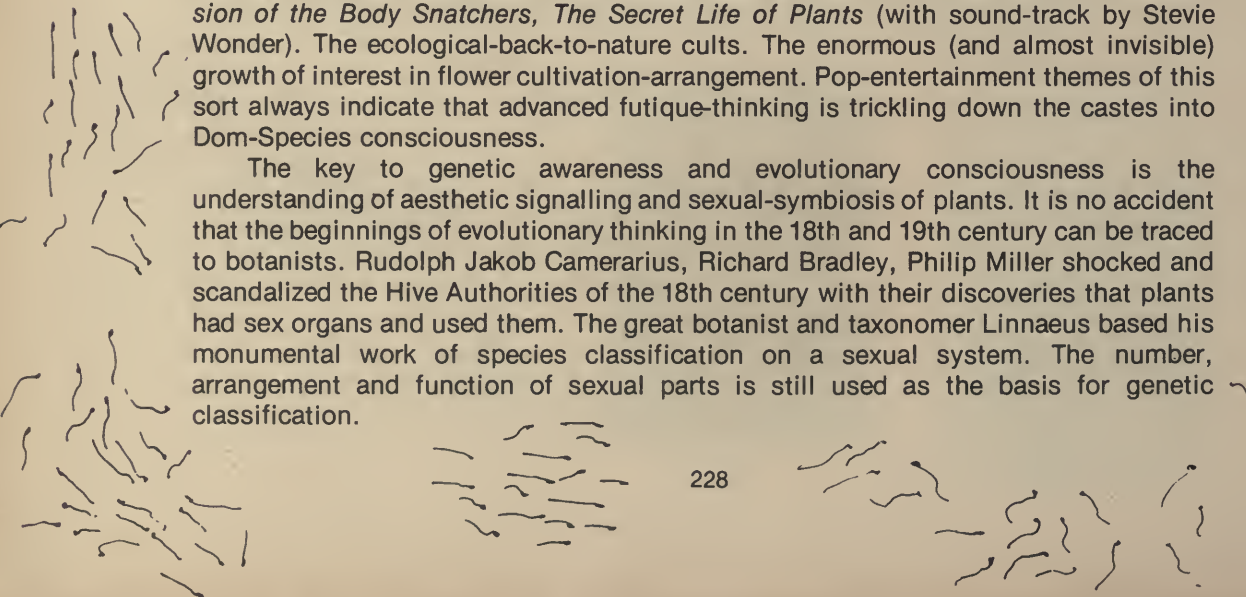 sion of the Body Snatchers, The Secret Life of Plants (with sound-track by Stevie
Wonder). The ecological-back-to-nature cults. The enormous (and almost invisible)
growth of interest in flower cultivation-arrangement. Pop-entertainment themes of this
sort always indicate that advanced futique-thinking is trickling down the castes into
Dom-Species consciousness.
The key to genetic awareness and evolutionary consciousness is the
understanding of aesthetic signalling and sexual-symbiosis of plants. It is no accident
that the beginnings of evolutionary thinking in the 18th and 19th century can be traced
to botanists. Rudolph Jakob Camerarius, Richard Bradley, Philip Miller shocked and
scandalized the Hive Authorities of the 18th century with their discoveries that plants
had sex organs and used them. The great botanist and taxonomer Linnaeus based his
monumental work of species classification on a sexual system. The number,
arrangement and function of sexual parts is still used as the basis for genetic
classification.
228